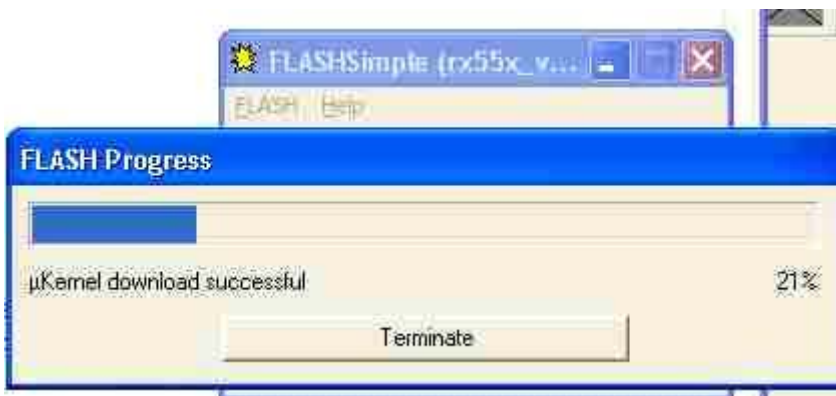 FLASHSimple (rx55x_v...
FLASH Help
FLASH Progress
µKernel download successful
21%
Terminate